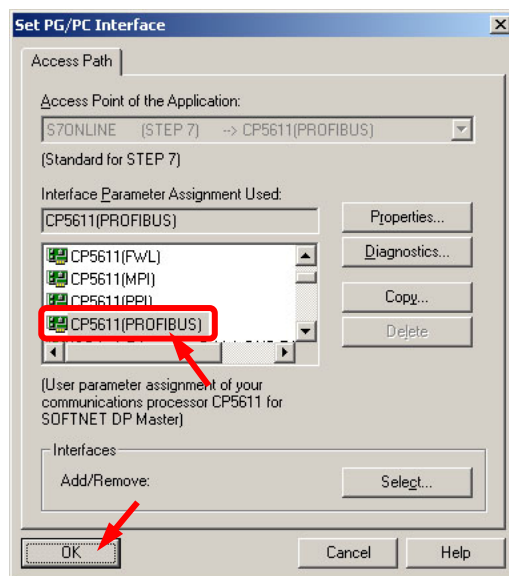 Set PG/PC Interface
Access Path
Access Point of the Application:
S7ONLINE (STEP 7) --> CP5611(PROFIBUS)
(Standard for STEP 7)
Interface Parameter Assignment Used:
CP5611(PROFIBUS)
Properties...
CP5611(FWL)
Diagnostics...
CP5611(MPI)
CP5611(PPI)
Copy...
CP5611(PROFIBUS)
Delete
(User parameter assignment of your
communications processor CP5611 for
SOFTNET DP Master)
Interfaces
Add/Remove:
Select...
OK
Cancel
Help